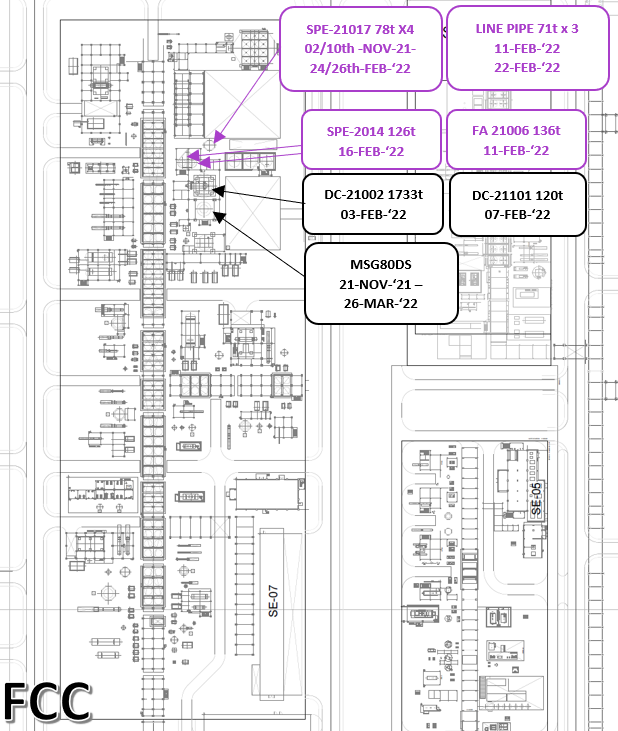 SPE-21017 78t X4
02/10th -NOV-21-
24/26th-FEB-‘22
LINE PIPE 71t x 3
11-FEB-‘22
22-FEB-‘22
SPE-2014 126t
16-FEB-‘22
FA 21006 136t
11-FEB-‘22
DC-21002 1733t
03-FEB-‘22
DC-21101 120t
07-FEB-‘22
MSG80DS
21-NOV-‘21 –
26-MAR-‘22
SE-05
SE-07
FCC